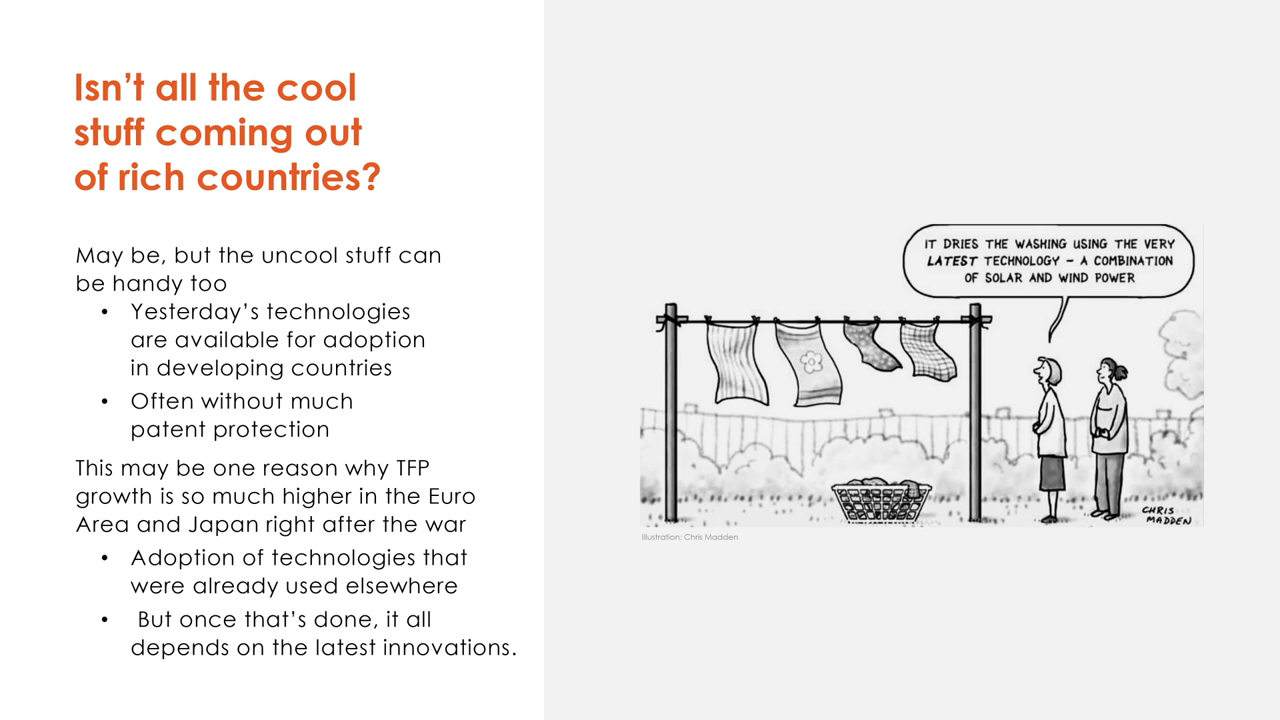 Isn’t all the cool
stuff coming out
of rich countries?
May be, but the uncool stuff can
be handy too
• Yesterday’s technologies
are available for adoption
in developing countries
• Often without much
patent protection
This may be one reason why TFP
growth is so much higher in the Euro
Area and Japan right after the war
• Adoption of technologies that
were already used elsewhere
• But once that’s done, it all
depends on the latest innovations.
IT DRIES THE WASHING USING THE VERY
LATEST TECHNOLOGY – A COMBINATION
OF SOLAR AND WIND POWER
CHRIS
MADDEN
Illustration: Chris Madden